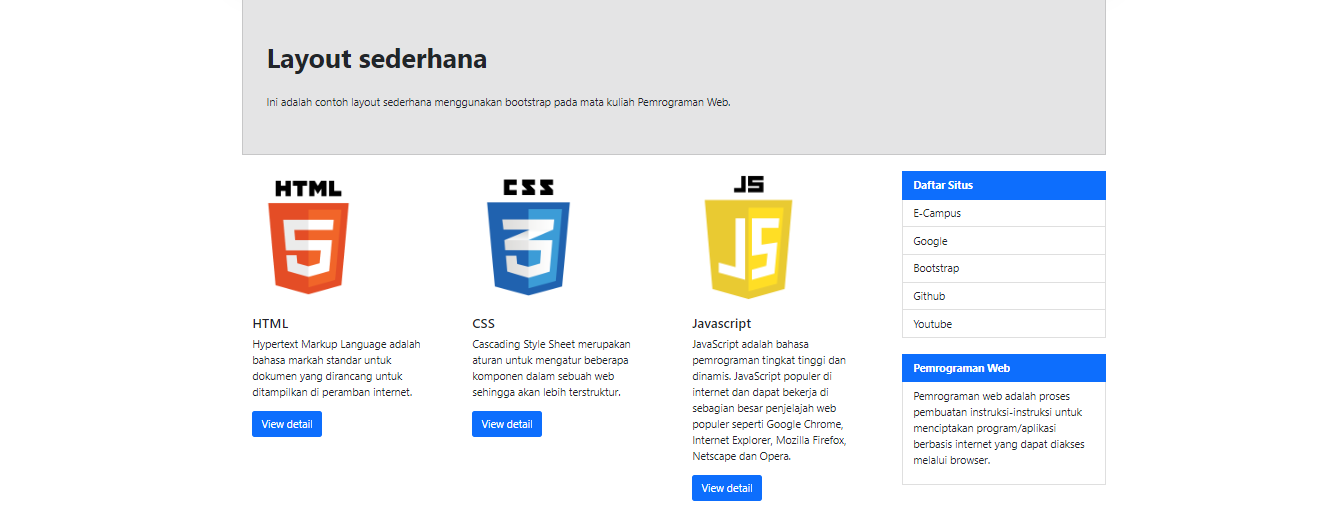 Layout sederhana
Ini adalah contoh layout sederhana menggunakan bootstrap pada mata kuliah Pemrograman Web.
HTML
5
HTML
Hypertext Markup Language adalah
bahasa markah standar untuk
dokumen yang dirancang untuk
ditampilkan di peramban internet.
View detail
CSS
3
CSS
Cascading Style Sheet merupakan
aturan untuk mengatur beberapa
komponen dalam sebuah web
sehingga akan lebih terstruktur.
View detail
JS
JS
Javascript
JavaScript adalah bahasa
pemrograman tingkat tinggi dan
dinamis. JavaScript populer di
internet dan dapat bekerja di
sebagian besar penjelajah web
populer seperti Google Chrome,
Internet Explorer, Mozilla Firefox,
Netscape dan Opera.
View detail
Daftar Situs
E-Campus
Google
Bootstrap
Github
Youtube
Pemrograman Web
Pemrograman web adalah proses
pembuatan instruksi-instruksi untuk
menciptakan program/aplikasi
berbasis internet yang dapat diakses
melalui browser.